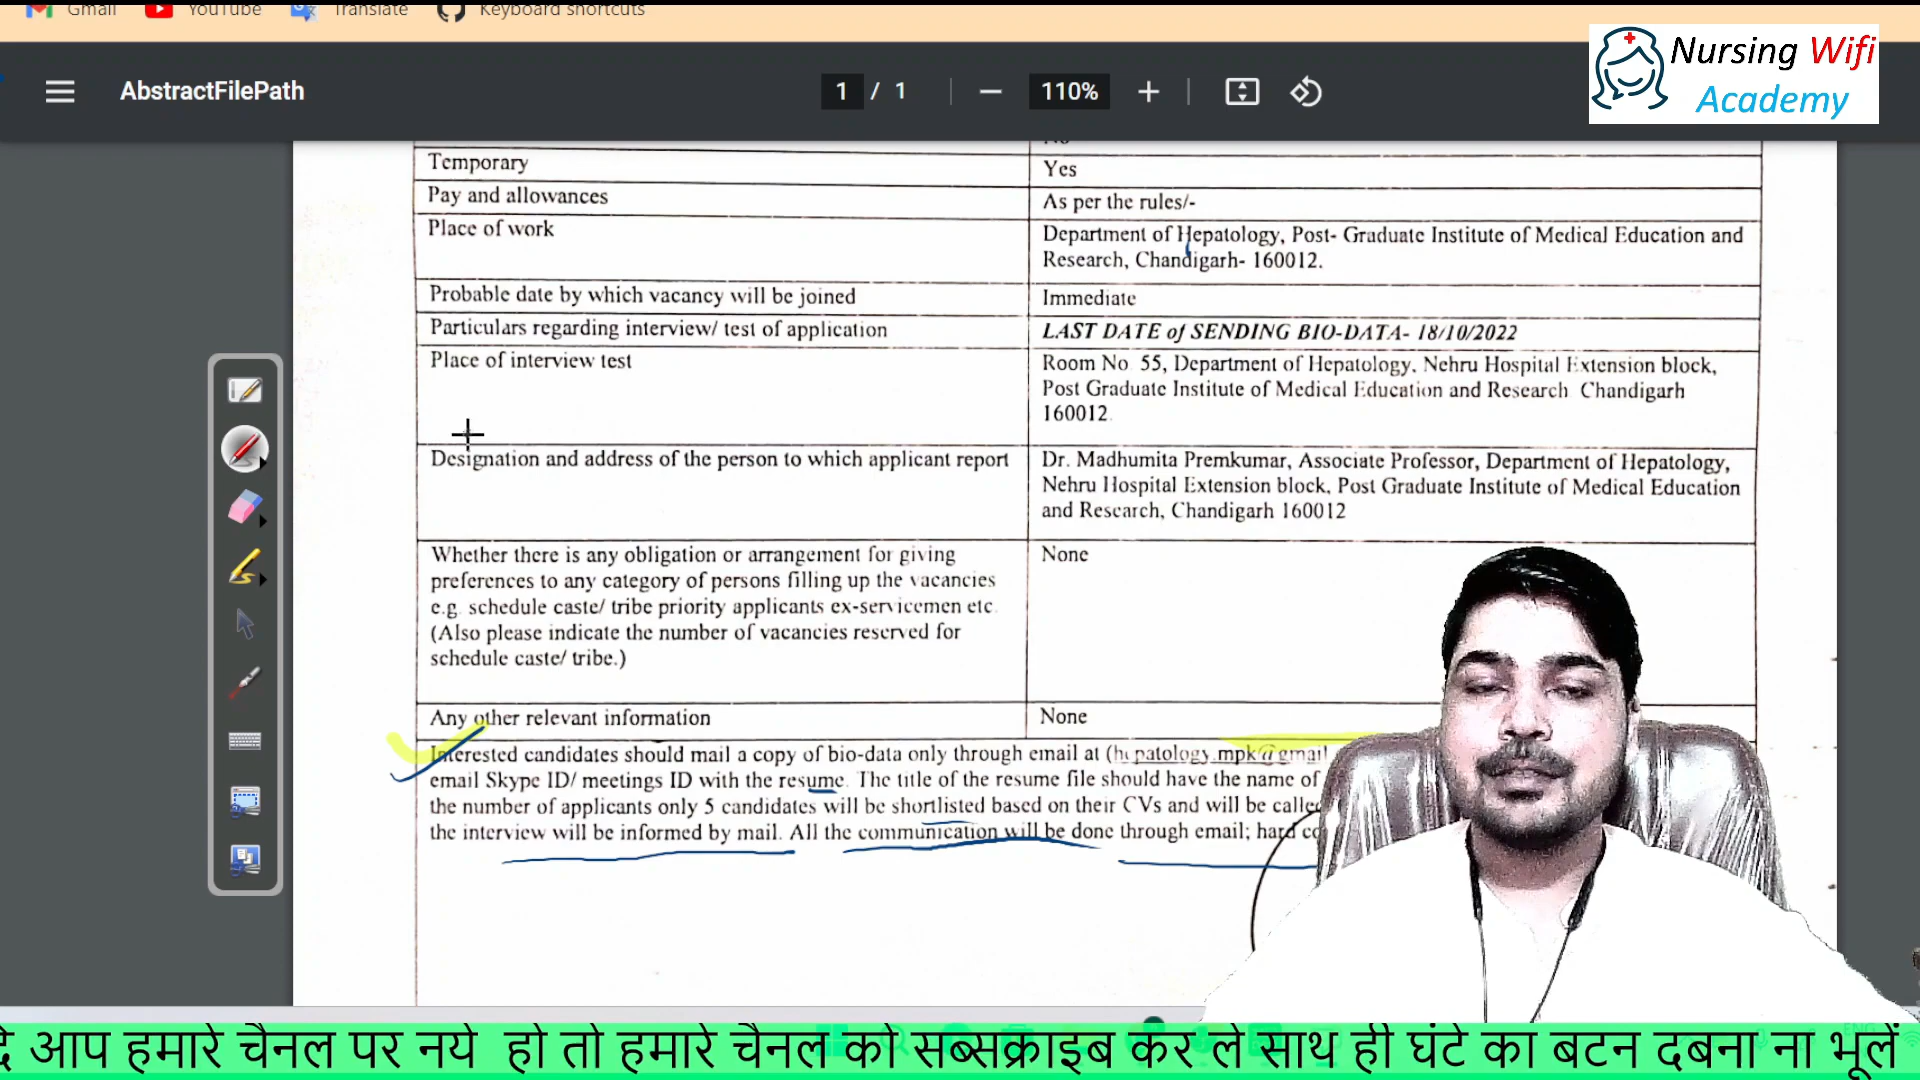 Gmail YouTube Translate Keyboard shortcuts
Nursing Wifi
Academy
AbstractFilePath 1 / 1 110%
No
Temporary Yes
Pay and allowances As per the rules/-
Place of work Department of Hepatology, Post- Graduate Institute of Medical Education and
Research, Chandigarh- 160012.
Probable date by which vacancy will be joined Immediate
Particulars regarding interview/ test of application LAST DATE of SENDING BIO-DATA- 18/10/2022
Place of interview test Room No 55, Department of Hepatology, Nehru Hospital Extension block,
Post Graduate Institute of Medical Education and Research Chandigarh
160012
Designation and address of the person to which applicant report Dr. Madhumita Premkumar, Associate Professor, Department of Hepatology,
Nehru Hospital Extension block, Post Graduate Institute of Medical Education
and Research, Chandigarh 160012
Whether there is any obligation or arrangement for giving None
preferences to any category of persons filling up the vacancies
e.g. schedule caste/ tribe priority applicants ex-servicemen etc.
(Also please indicate the number of vacancies reserved for
schedule caste/ tribe.)
Any other relevant information None
Interested candidates should mail a copy of bio-data only through email at (hepatology.mpk@gmail
email Skype ID/ meetings ID with the resume. The title of the resume file should have the name of
the number of applicants only 5 candidates will be shortlisted based on their CVs and will be called
the interview will be informed by mail. All the communication will be done through email; hard co
आप हमारे चैनल पर नये हो तो हमारे चैनल को सब्सक्राइब कर ले साथ ही घंटे का बटन दबना ना भूलें